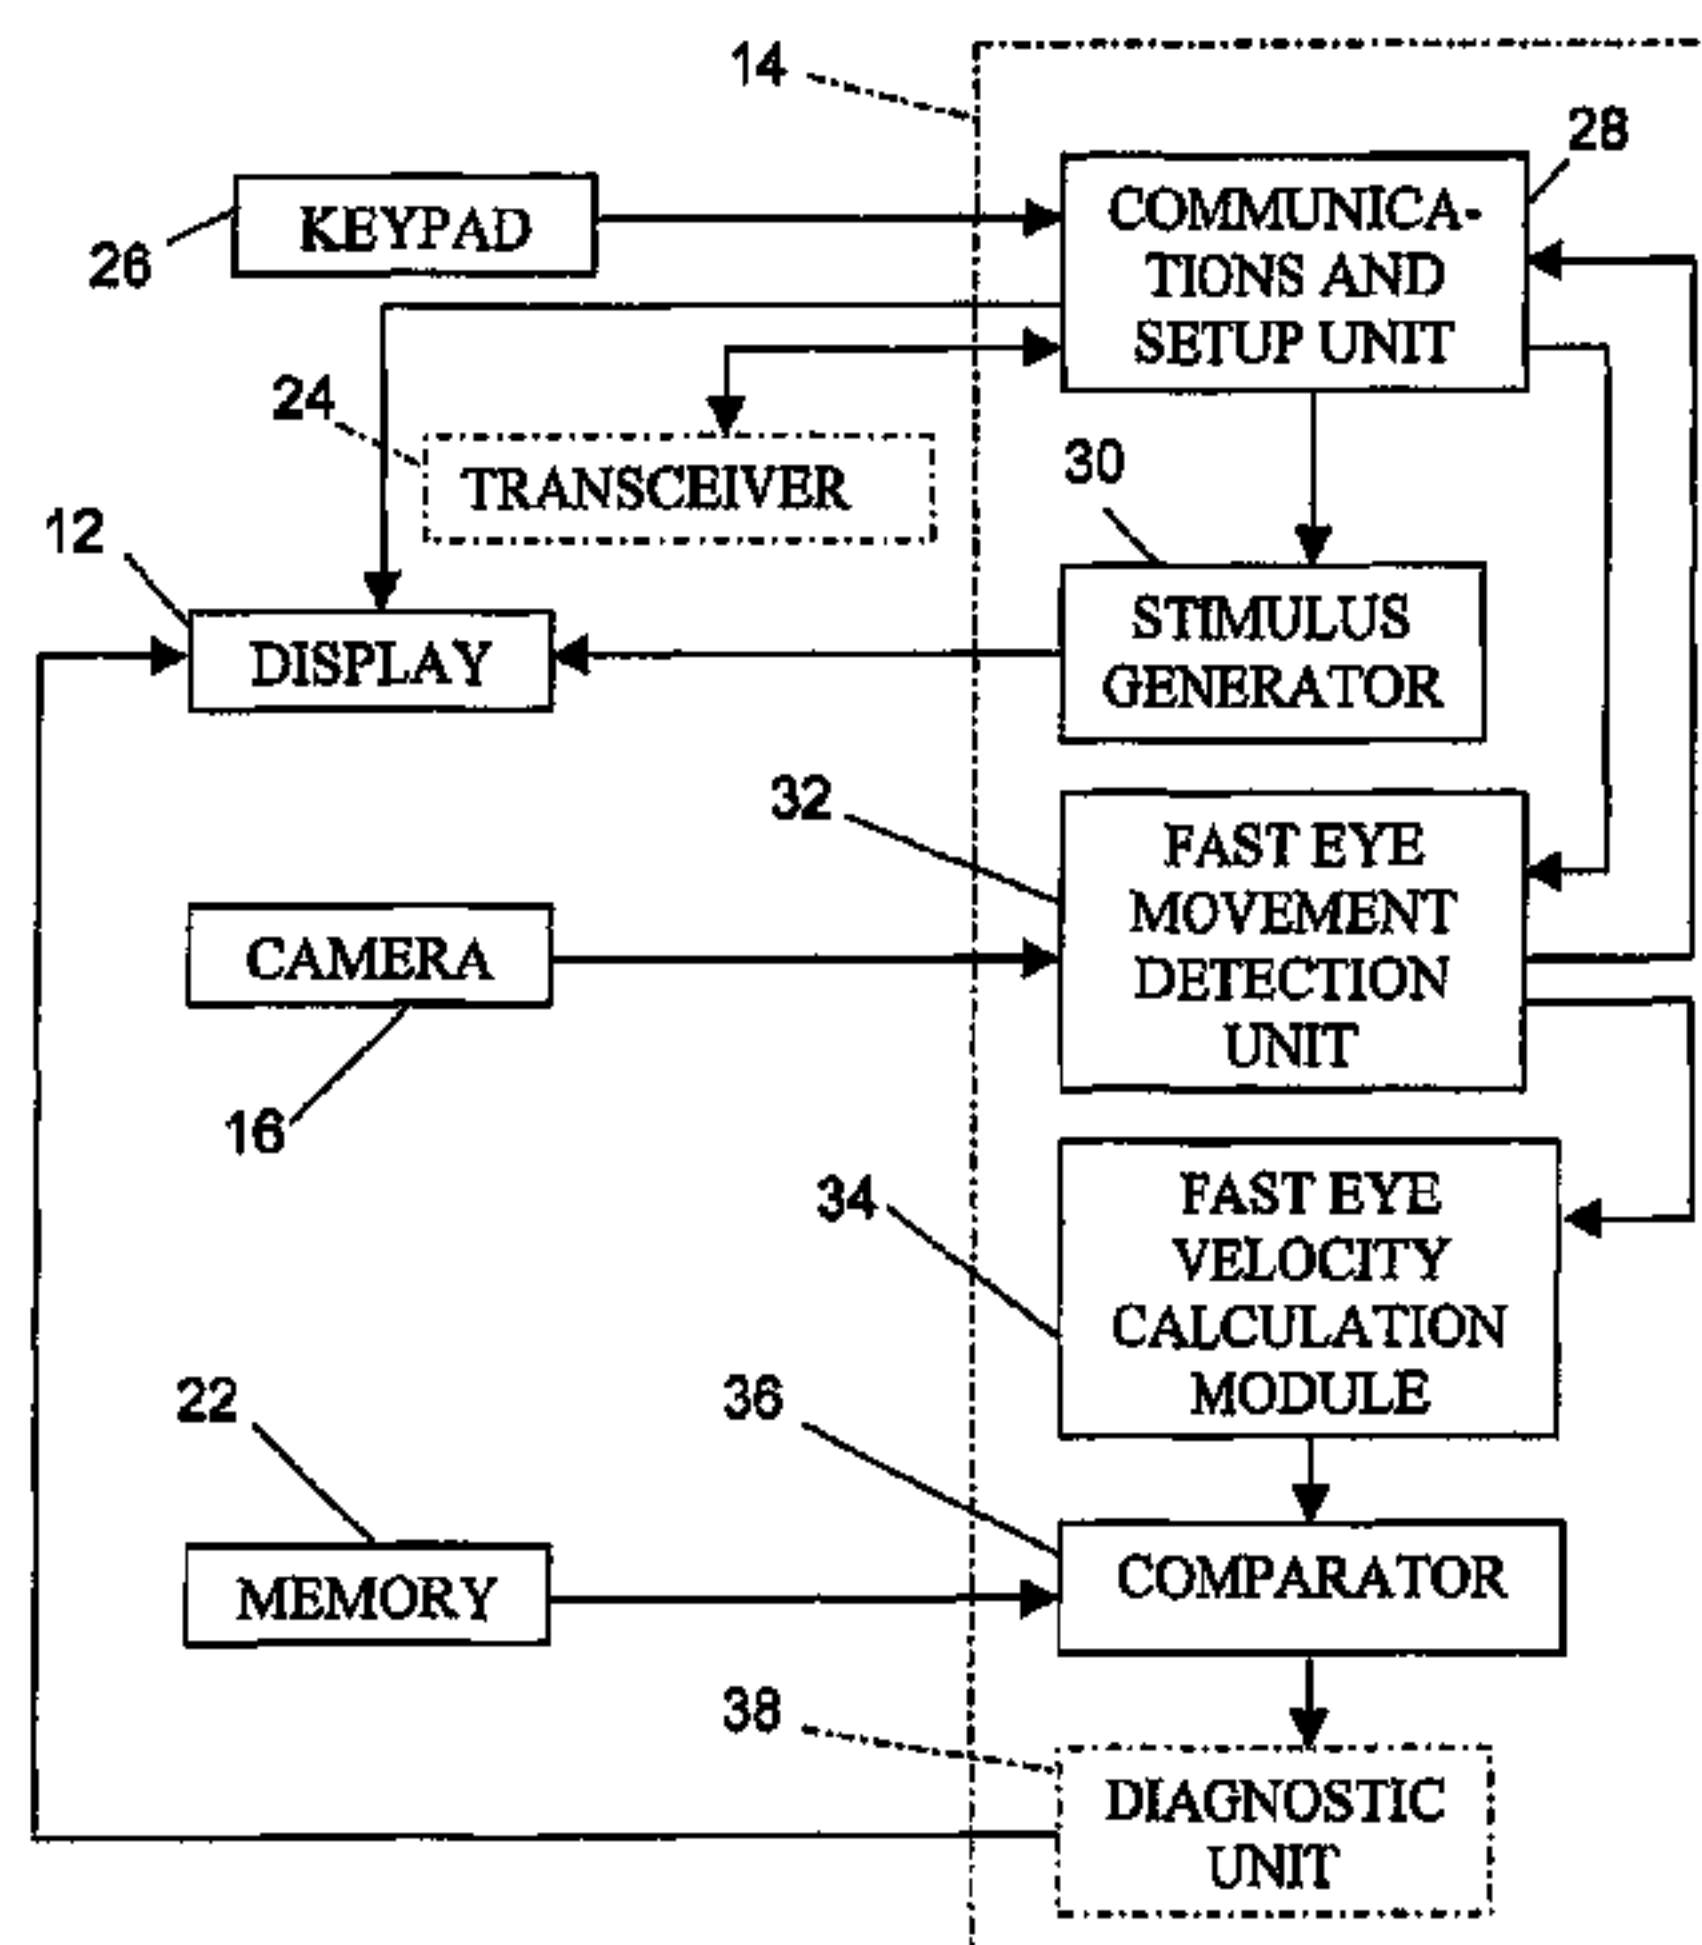 14
28
KEYPAD
26
COMMUNICA-
TIONS AND
SETUP UNIT
24
TRANSCEIVER
30
12
DISPLAY
STIMULUS
GENERATOR
32
FAST EYE
MOVEMENT
DETECTION
UNIT
CAMERA
16
34
FAST EYE
VELOCITY
CALCULATION
MODULE
22
36
MEMORY
COMPARATOR
38
DIAGNOSTIC
UNIT